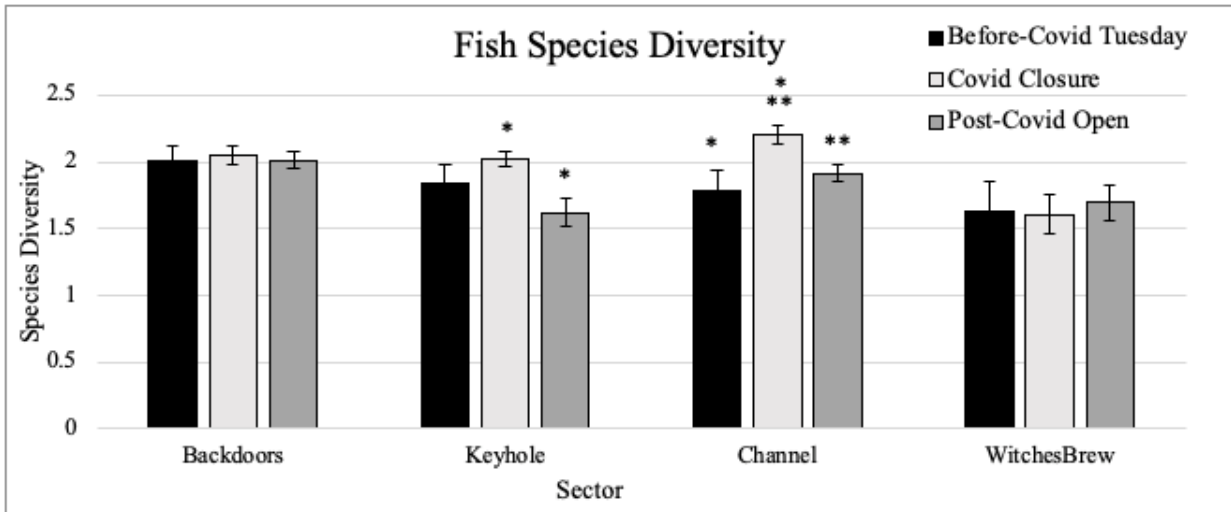 Fish Species Diversity
Before-Covid Tuesday
Covid Closure
Post-Covid Open
Species Diversity
2.5
2
1.5
1
0.5
0
*
*
*
*
**
**
Backdoors
Keyhole
Channel
WitchesBrew
Sector